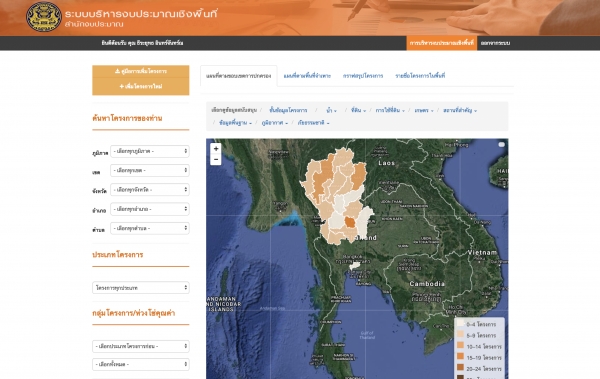 ระบบบริหารงบประมาณเชิงพื้นที่
สำนักงบประมาณ
ยินดีต้อนรับ คุณ
การบริหารงบประมาณเชิงพื้นที่
ออกจากระบบ
คู่มือการเพิ่มโครงการ
+ เพิ่มโครงการใหม่
ค้นหาโครงการของท่าน
ภูมิภาค - เลือกทุกภูมิภาค -
เขต - เลือกทุกเขต -
จังหวัด - เลือกทุกจังหวัด -
อำเภอ - เลือกทุกอำเภอ -
ตำบล - เลือกทุกตำบล -
ประเภทโครงการ
โครงการทุกประเภท
กลุ่มโครงการ/ห่วงโซ่คุณค่า
- เลือกประเภทโครงการก่อน -
- เลือกทั้งหมด -
แผนที่ตามขอบเขตการปกครอง
แผนที่ตามพื้นที่จำเพาะ
กราฟสรุปโครงการ
รายชื่อโครงการในพื้นที่
เลือกดูข้อมูลสนับสนุน / ชั้นข้อมูลโครงการ / น้ำ / ที่ดิน / การใช้ที่ดิน / เกษตร / สถานที่สำคัญ
/ ข้อมูลพื้นฐาน / ภูมิอากาศ / ภัยธรรมชาติ
+
−
Hai Phong
Laos
Vietnam
Bangkok
Cambodia
ANDAMAN
AND NICOBAR
ISLANDS
Gulf of
Thailand
Ho Chi
Minh City
0–4 โครงการ
5–9 โครงการ
10–14 โครงการ
15–19 โครงการ
20–24 โครงการ